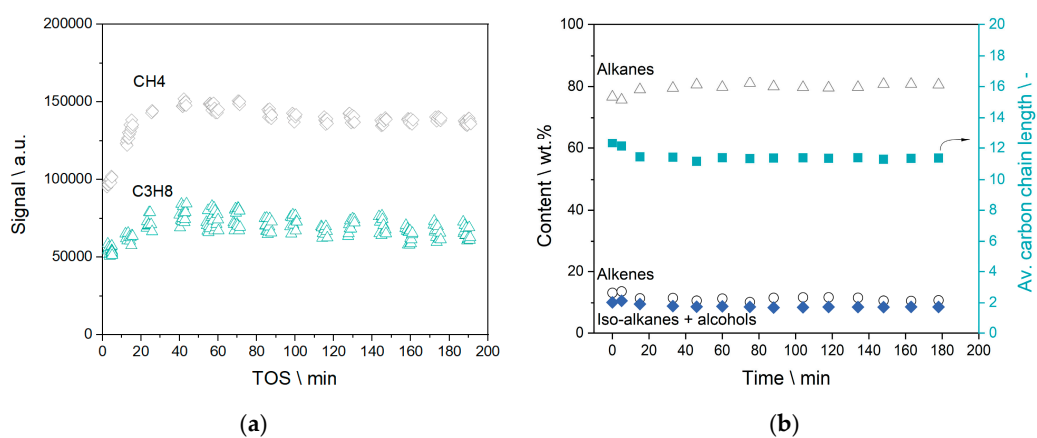 200000
150000
100000
50000
0
Signal \ a.u.
CH4
C3H8
0 20 40 60 80 100 120 140 160 180 200
TOS \ min
(a)
100
80
60
40
20
0
Content \ wt.%
Alkanes
Alkenes
Iso-alkanes + alcohols
20
18
16
14
12
10
8
6
4
2
0
Av. carbon chain length \ -
0 20 40 60 80 100 120 140 160 180 200
Time \ min
(b)